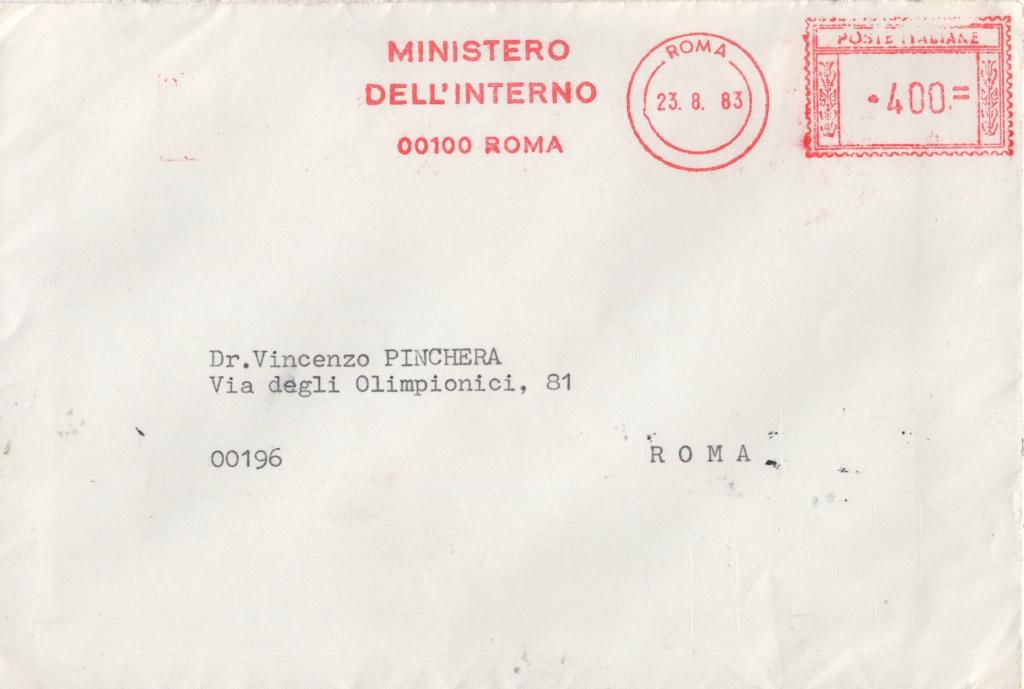 MINISTERO
DELL'INTERNO
00100 ROMA
ROMA
23. 8. 83
POSTE ITALIANE
•400.=
Dr.Vincenzo PINCHERA
Via degli Olimpionici, 81
00196 R O M A